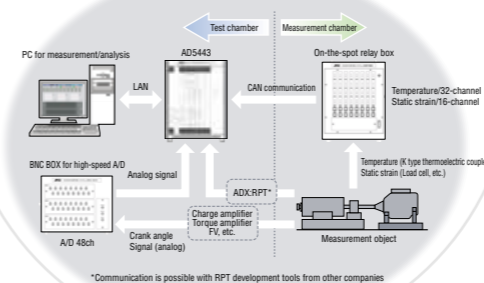 Test chamber
Measurement chamber
PC for measurement/analysis
AD5443
On-the-spot relay box
LAN
CAN communication
Temperature/32-channel
Static strain/16-channel
BNC BOX for high-speed A/D
Analog signal
Temperature (K type thermoelectric couple
Static strain (Load cell, etc.)
ADX:RPT*
Charge amplifier
Torque amplifier
FV, etc.
A/D 48ch
Crank angle
Signal (analog)
Measurement object
*Communication is possible with RPT development tools from other companies